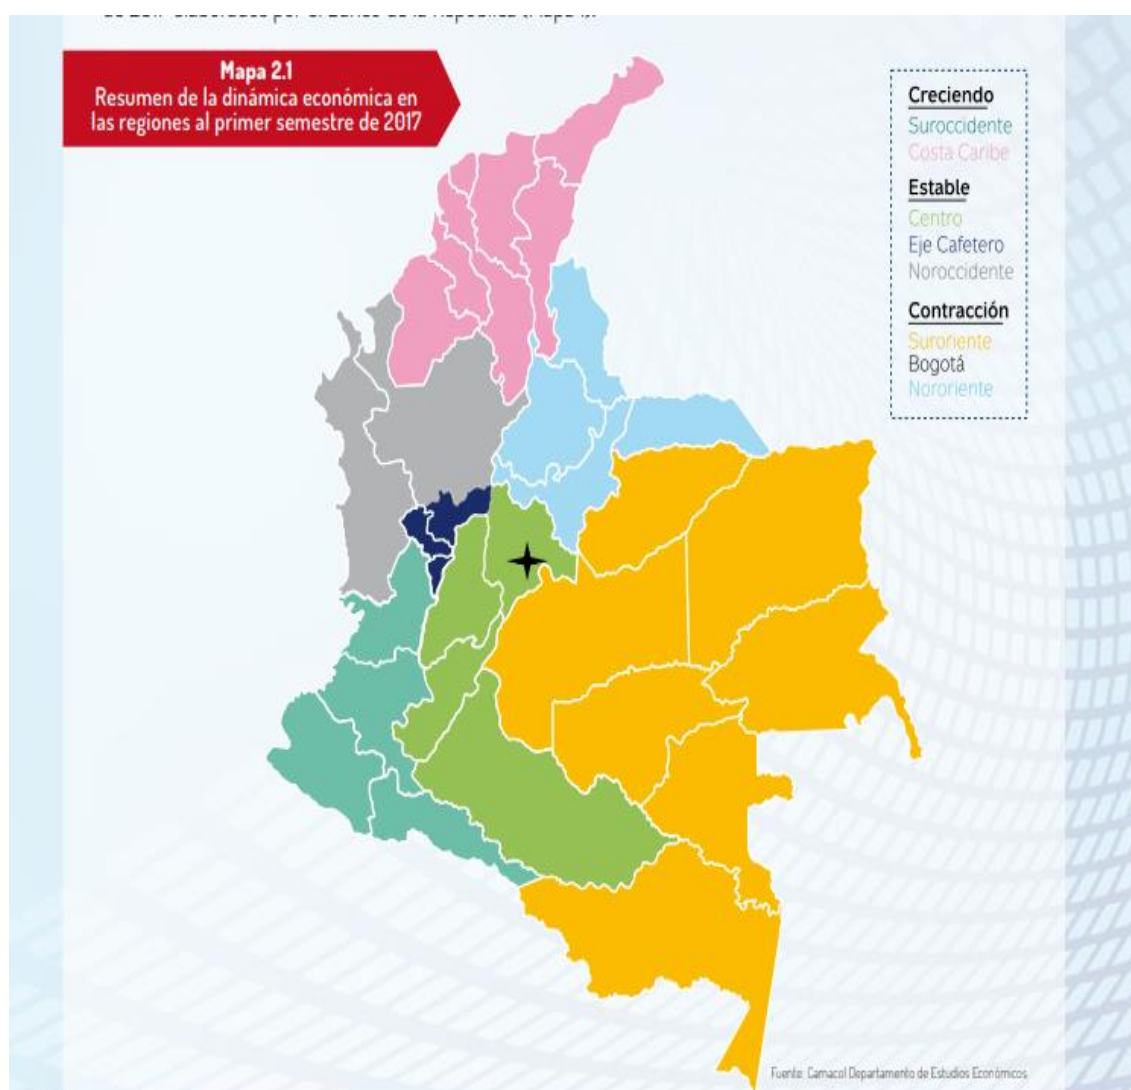 Mapa 2.1
Resumen de la dinámica económica en
las regiones al primer semestre de 2017
Creciendo
Suroccidente
Costa Caribe
Estable
Centro
Eje Cafetero
Noroccidente
Contracción
Suroriente
Bogotá
Nororiente
Fuente: Camacol Departamento de Estudios Económicos